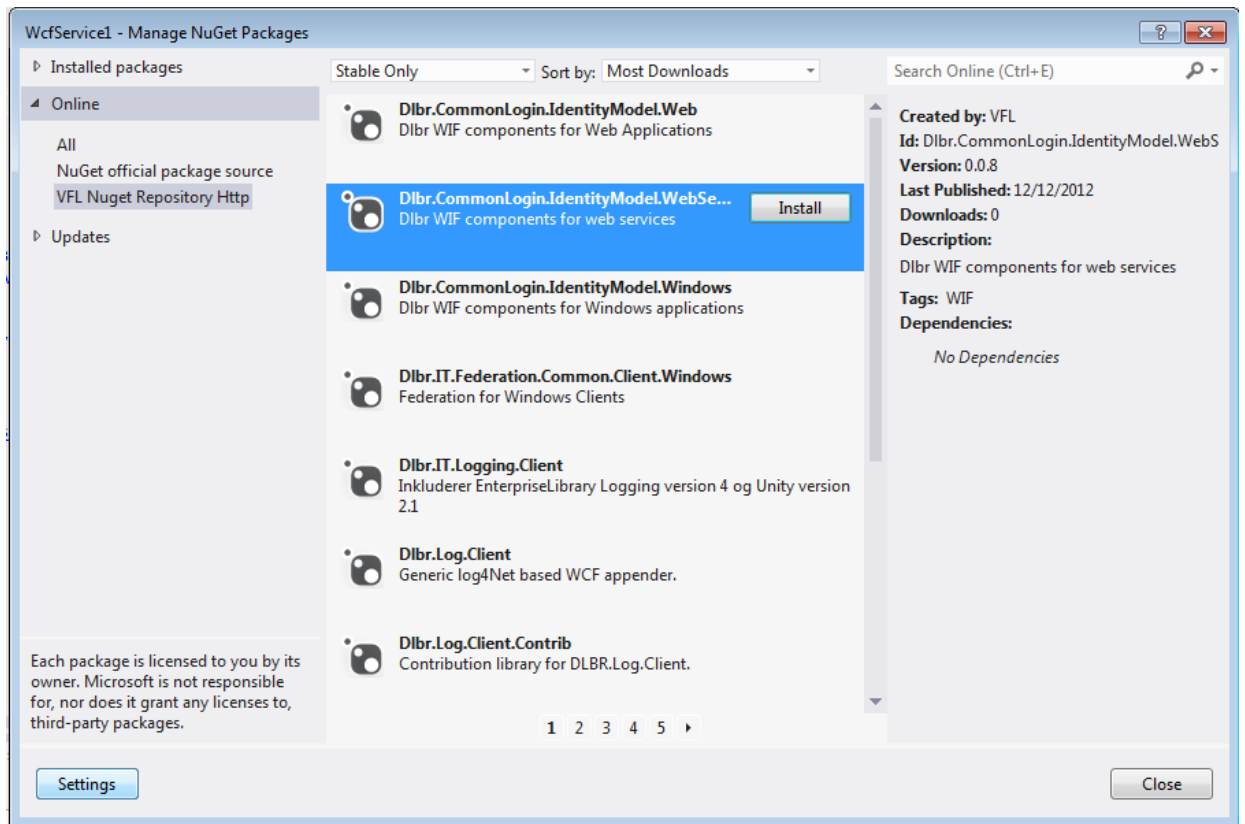 WcfService1 - Manage NuGet Packages
Installed packages
Online
All
NuGet official package source
VFL Nuget Repository Http
Updates
Each package is licensed to you by its
owner. Microsoft is not responsible
for, nor does it grant any licenses to,
third-party packages.
Settings
Stable Only
Sort by: Most Downloads
Dlbr.CommonLogin.IdentityModel.Web
Dlbr WIF components for Web Applications
Dlbr.CommonLogin.IdentityModel.WebSe...
Dlbr WIF components for web services
Install
Dlbr.CommonLogin.IdentityModel.Windows
Dlbr WIF components for Windows applications
Dlbr.IT.Federation.Common.Client.Windows
Federation for Windows Clients
Dlbr.IT.Logging.Client
Inkluderer EnterpriseLibrary Logging version 4 og Unity version
2.1
Dlbr.Log.Client
Generic log4Net based WCF appender.
Dlbr.Log.Client.Contrib
Contribution library for DLBR.Log.Client.
1 2 3 4 5
Search Online (Ctrl+E)
Created by: VFL
Id: Dlbr.CommonLogin.IdentityModel.WebS
Version: 0.0.8
Last Published: 12/12/2012
Downloads: 0
Description:
Dlbr WIF components for web services
Tags: WIF
Dependencies:
No Dependencies
Close